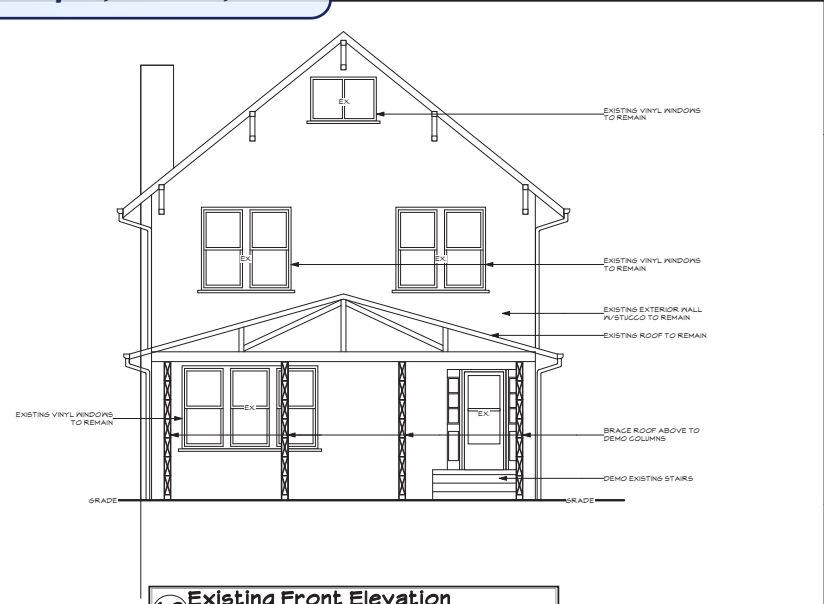 EX.
EXISTING VINYL WINDOWS
TO REMAIN
EX.
EX.
EXISTING VINYL WINDOWS
TO REMAIN
EXISTING EXTERIOR WALL
W/STUCCO TO REMAIN
EXISTING ROOF TO REMAIN
EXISTING VINYL WINDOWS
TO REMAIN
EX.
EX.
BRACE ROOF ABOVE TO
DEMO COLUMNS
DEMO EXISTING STAIRS
GRADE
GRADE
Existing Front Elevation